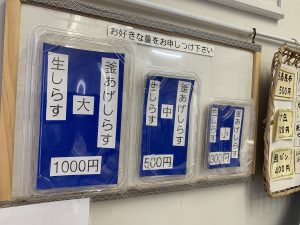 お好きな量をお申しつけ下さい
釜あげしらす
大
生しらす
1000円
釜あげしらす
中
生しらす
500円
釜あげしらす
小
生しらす
300円
500円
400円